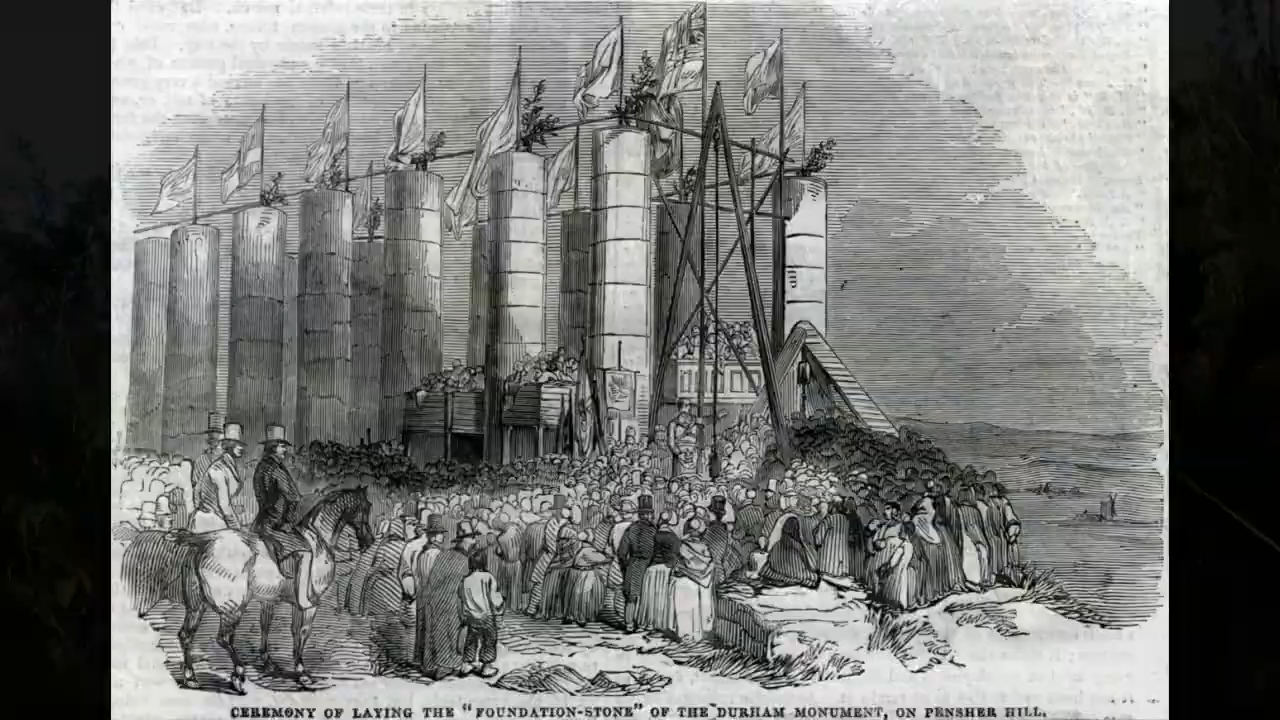 CEREMONY OF LAYING THE "FOUNDATION-STONE" OF THE DURHAM MONUMENT, ON PENSHER HILL.